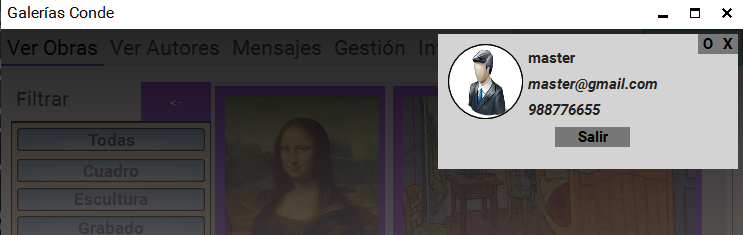 Galerías Conde
Ver Obras Ver Autores Mensajes Gestión
O X
master
master@gmail.com
988776655
Salir
Filtrar
<-
Todas
Cuadro
Escultura
Grabado